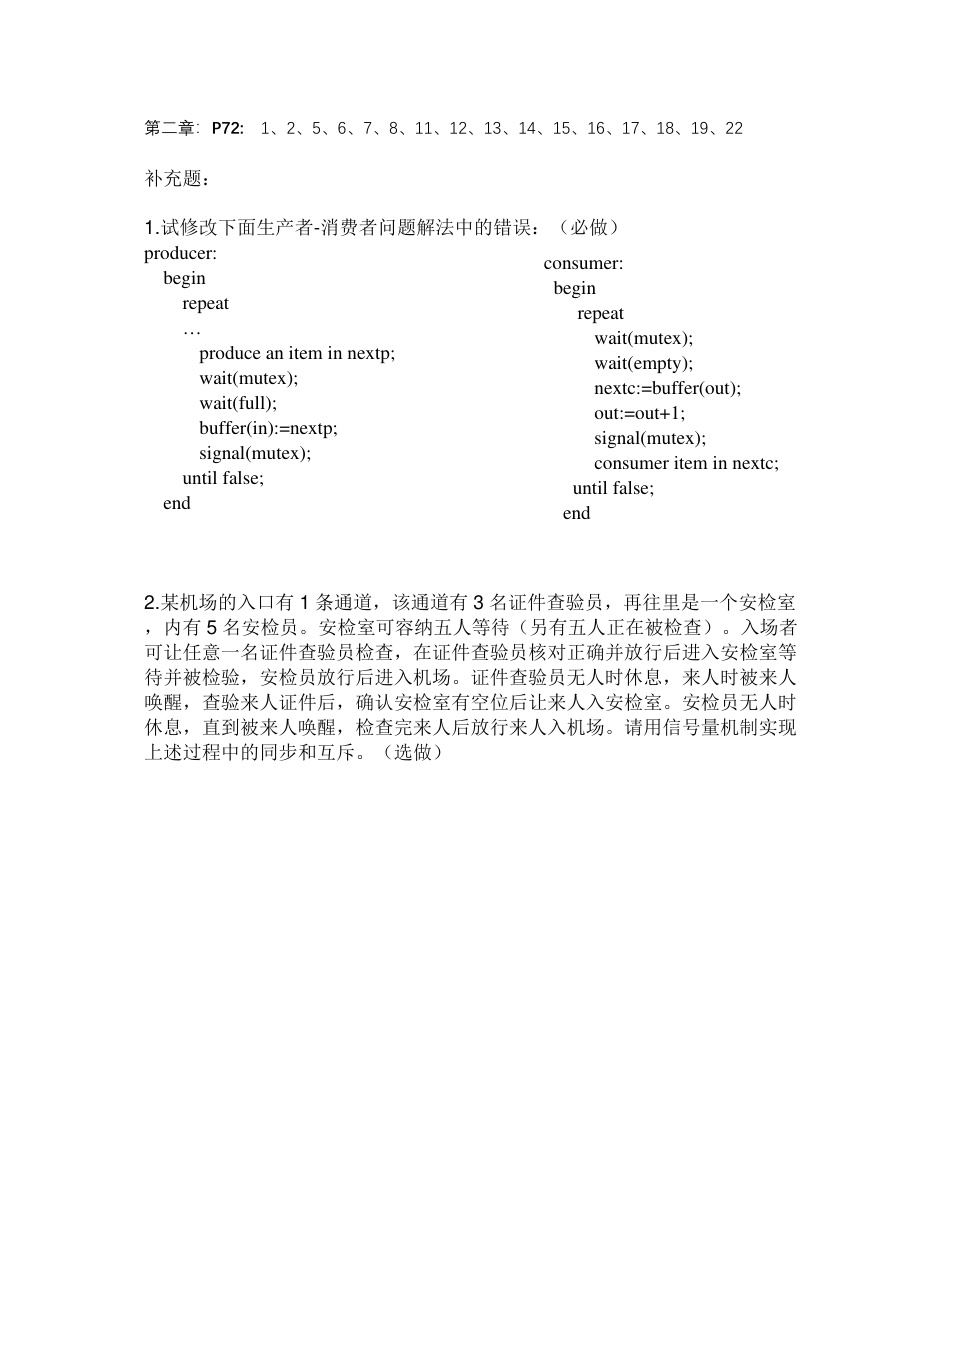 第二章: P72: 1、2、5、6、7、8、11、12、13、14、15、16、17、18、19、22
补充题：
1.试修改下面生产者-消费者问题解法中的错误：（必做）
producer:
begin
repeat
…
produce an item in nextp;
wait(mutex);
wait(full);
buffer(in):=nextp;
signal(mutex);
until false;
end
consumer:
begin
repeat
wait(mutex);
wait(empty);
nextc:=buffer(out);
out:=out+1;
signal(mutex);
consumer item in nextc;
until false;
end
2.某机场的入口有 1 条通道，该通道有 3 名证件查验员，再往里是一个安检室
，内有 5 名安检员。安检室可容纳五人等待（另有五人正在被检查）。入场者
可让任意一名证件查验员检查，在证件查验员核对正确并放行后进入安检室等
待并被检验，安检员放行后进入机场。证件查验员无人时休息，来人时被来人
唤醒，查验来人证件后，确认安检室有空位后让来人入安检室。安检员无人时
休息，直到被来人唤醒，检查完来人后放行来人入机场。请用信号量机制实现
上述过程中的同步和互斥。（选做）